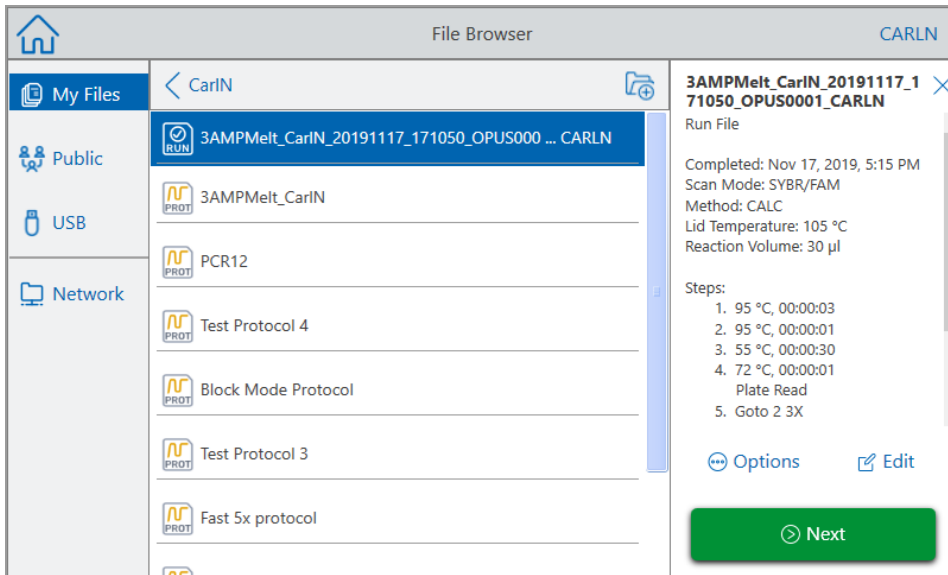 File Browser
CARLN
My Files
Public
USB
Network
CarIN
RUN
3AMPMelt_CarIN_20191117_171050_OPUS000 ... CARLN
PROT
3AMPMelt_CarIN
PROT
PCR12
PROT
Test Protocol 4
PROT
Block Mode Protocol
PROT
Test Protocol 3
PROT
Fast 5x protocol
3AMPMelt_CarIN_20191117_1
71050_OPUS0001_CARLN
Run File
Completed: Nov 17, 2019, 5:15 PM
Scan Mode: SYBR/FAM
Method: CALC
Lid Temperature: 105 °C
Reaction Volume: 30 µl
Steps:
1. 95 °C, 00:00:03
2. 95 °C, 00:00:01
3. 55 °C, 00:00:30
4. 72 °C, 00:00:01
Plate Read
5. Goto 2 3X
Options
Edit
Next